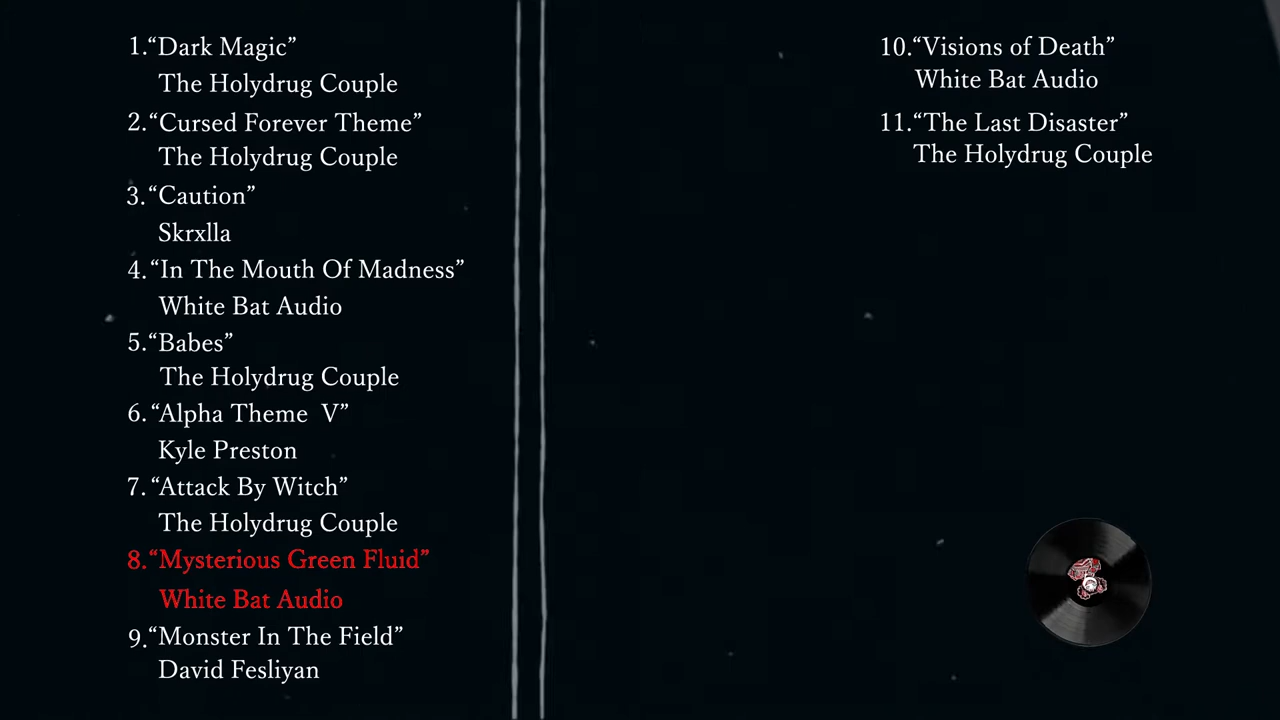 1.“Dark Magic”
The Holydrug Couple
2.“Cursed Forever Theme”
The Holydrug Couple
3.“Caution”
Skrxlla
4.“In The Mouth Of Madness”
White Bat Audio
5.“Babes”
The Holydrug Couple
6.“Alpha Theme V”
Kyle Preston
7.“Attack By Witch”
The Holydrug Couple
8.“Mysterious Green Fluid”
White Bat Audio
9.“Monster In The Field”
David Fesliyan
10.“Visions of Death”
White Bat Audio
11.“The Last Disaster”
The Holydrug Couple